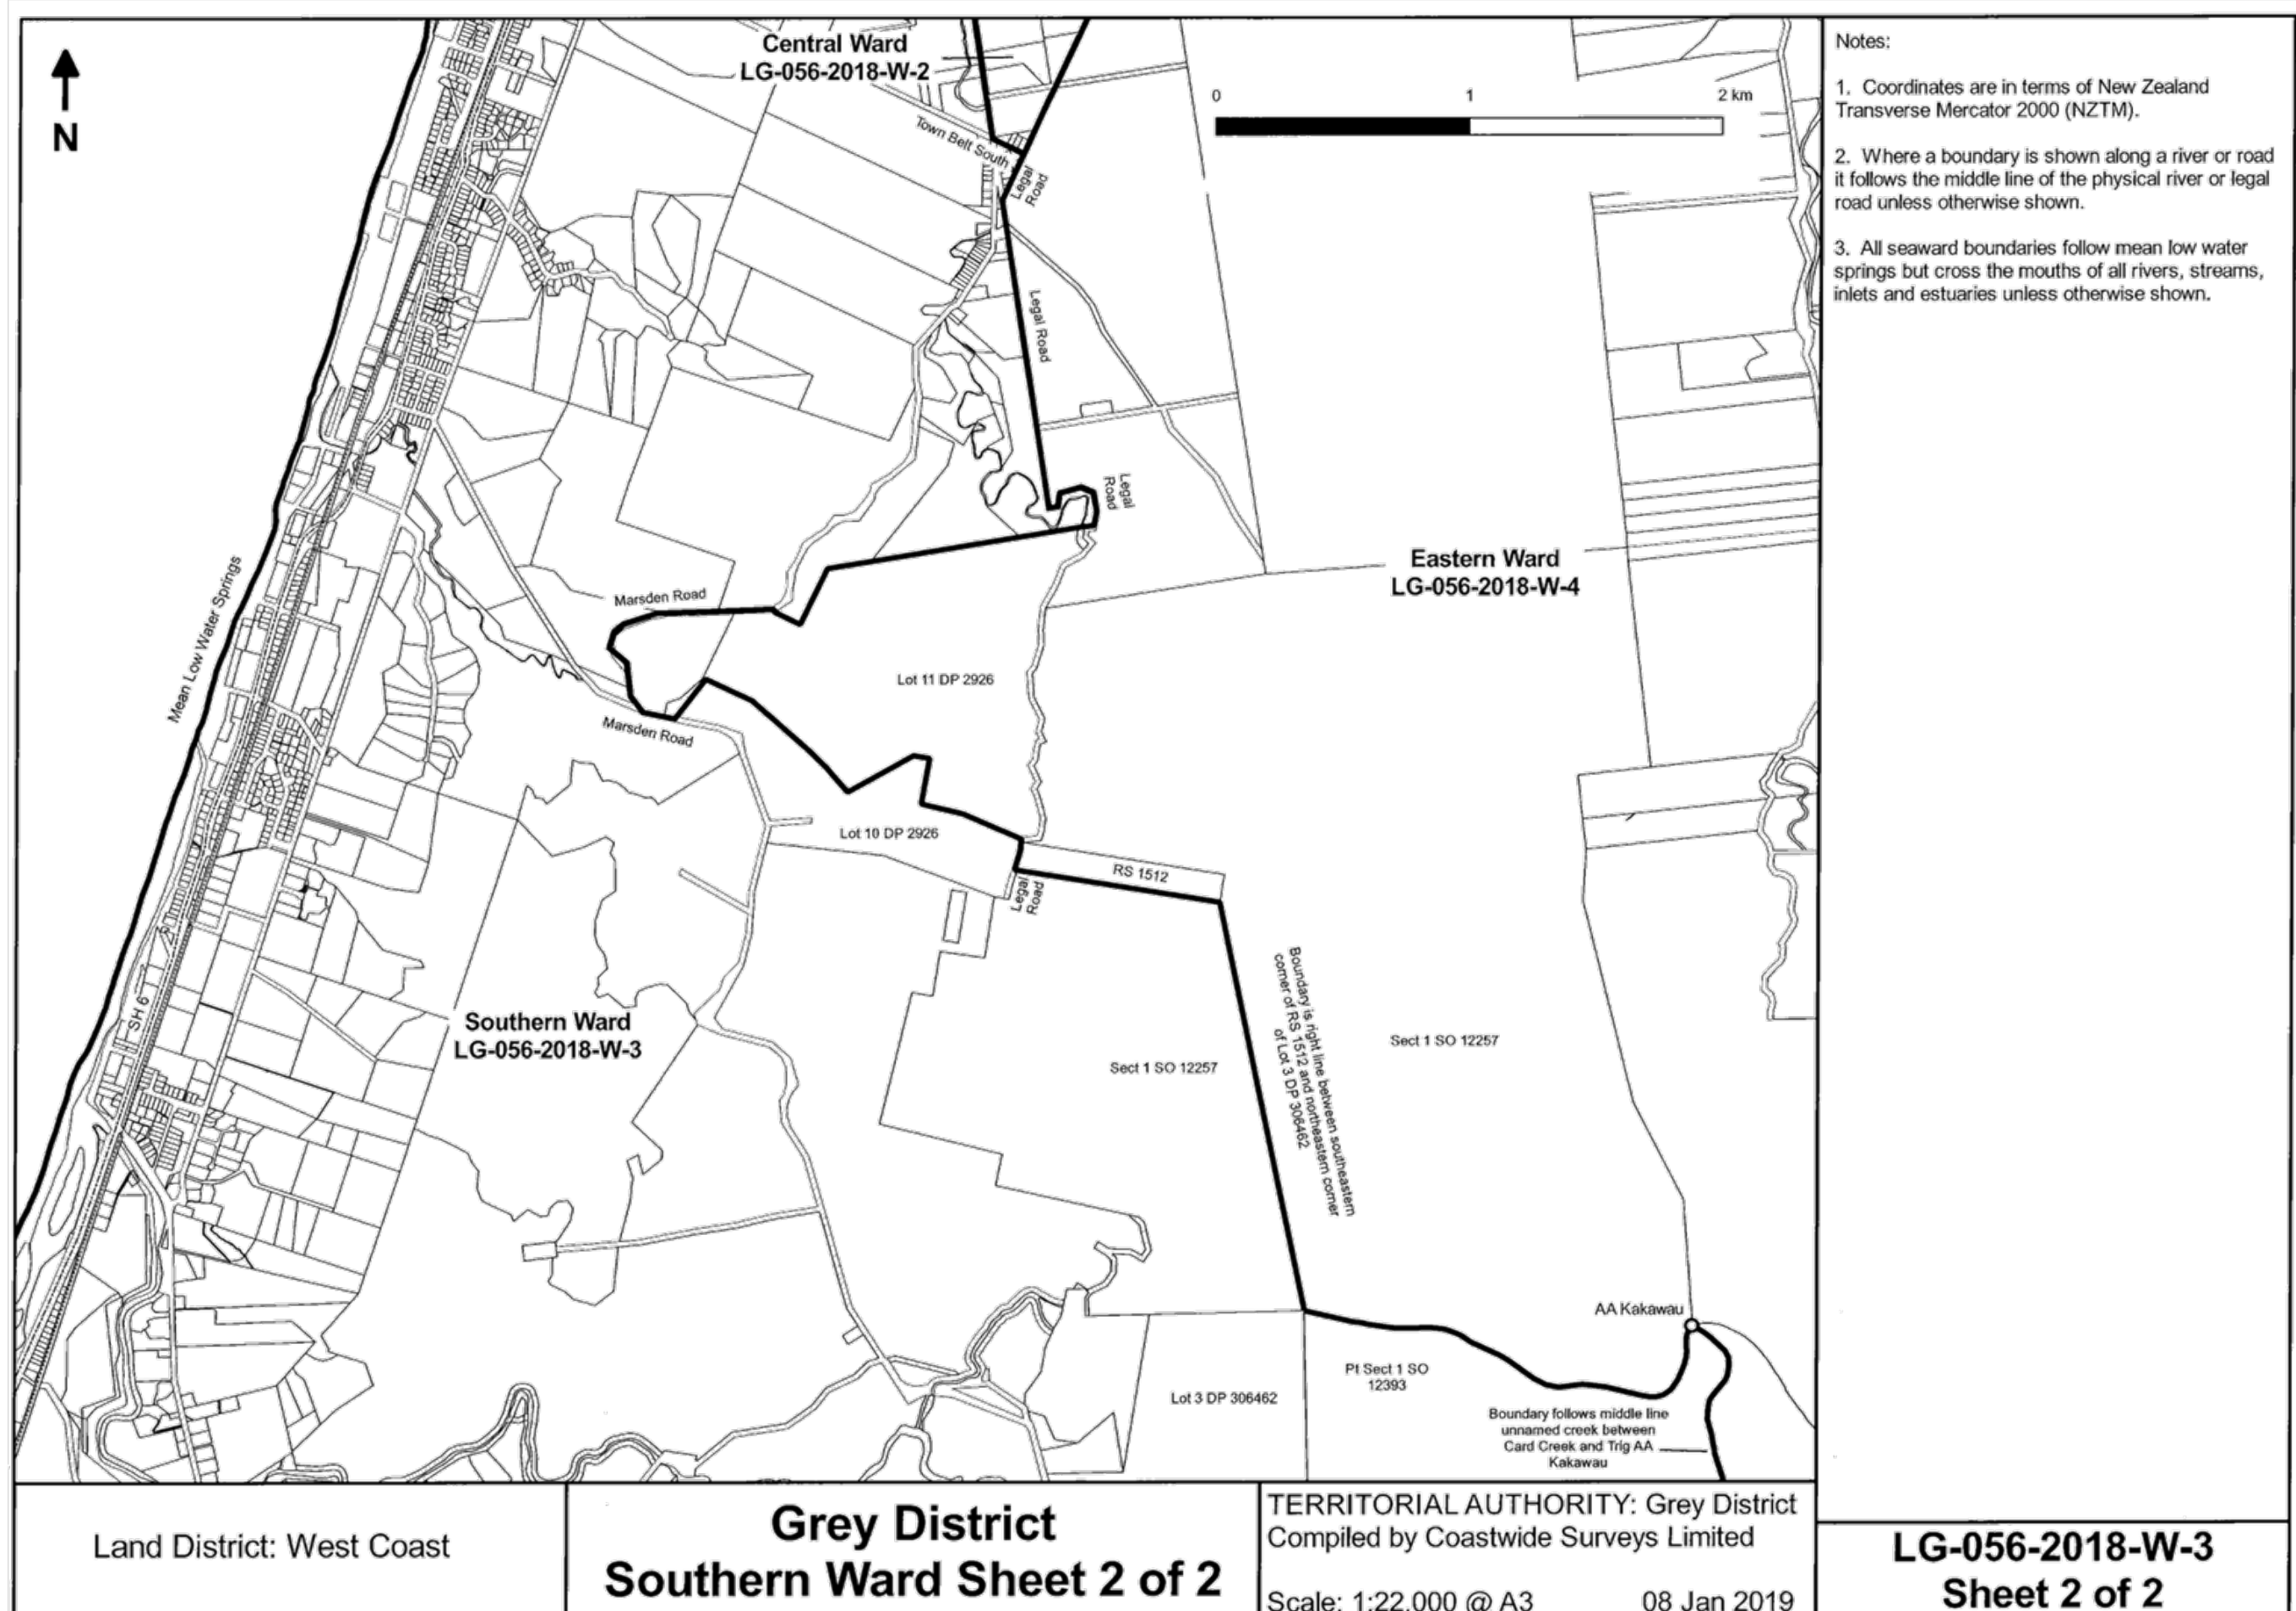 N
Central Ward
LG-056-2018-W-2
Town Belt South
Legal
Road
0 1 2 km
Legal Road
Legal
Road
Mean Low Water Springs
Marsden Road
Eastern Ward
LG-056-2018-W-4
Lot 11 DP 2926
Marsden Road
Lot 10 DP 2926
RS 1512
Legal
Road
SH 6
Southern Ward
LG-056-2018-W-3
Sect 1 SO 12257
Boundary is right line between southeastern
corner of RS 1512 and northeastern corner
of Lot 3 DP 306462
Sect 1 SO 12257
AA Kakawau
Pt Sect 1 SO
12393
Lot 3 DP 306462
Boundary follows middle line
unnamed creek between
Card Creek and Trig AA
Kakawau
Notes:
1. Coordinates are in terms of New Zealand
Transverse Mercator 2000 (NZTM).
2. Where a boundary is shown along a river or road
it follows the middle line of the physical river or legal
road unless otherwise shown.
3. All seaward boundaries follow mean low water
springs but cross the mouths of all rivers, streams,
inlets and estuaries unless otherwise shown.
Land District: West Coast
Grey District
Southern Ward Sheet 2 of 2
TERRITORIAL AUTHORITY: Grey District
Compiled by Coastwide Surveys Limited
Scale: 1:22,000 @ A3 08 Jan 2019
LG-056-2018-W-3
Sheet 2 of 2